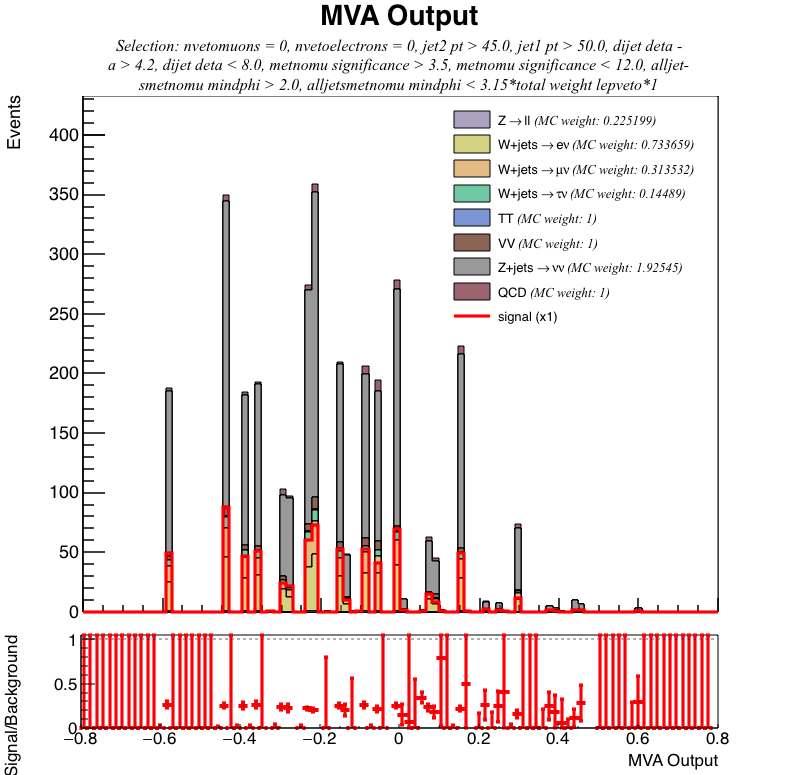 MVA Output
Selection: nvetomuons = 0, nvetoelectrons = 0, jet2 pt > 45.0, jet1 pt > 50.0, dijet deta -
a > 4.2, dijet deta < 8.0, metnomu significance > 3.5, metnomu significance < 12.0, alljet-
smetnomu mindphi > 2.0, alljetsmetnomu mindphi < 3.15*total weight lepveto*1
Events
400
350
300
250
200
150
100
50
0
Z→ll (MC weight: 0.225199)
W+jets→eν (MC weight: 0.733659)
W+jets→μν (MC weight: 0.313532)
W+jets→τν (MC weight: 0.14489)
TT (MC weight: 1)
VV (MC weight: 1)
Z+jets→νν (MC weight: 1.92545)
QCD (MC weight: 1)
signal (x1)
Signal/Background
1
0.5
0
−0.8 −0.6 −0.4 −0.2 0 0.2 0.4 0.6 0.8
MVA Output